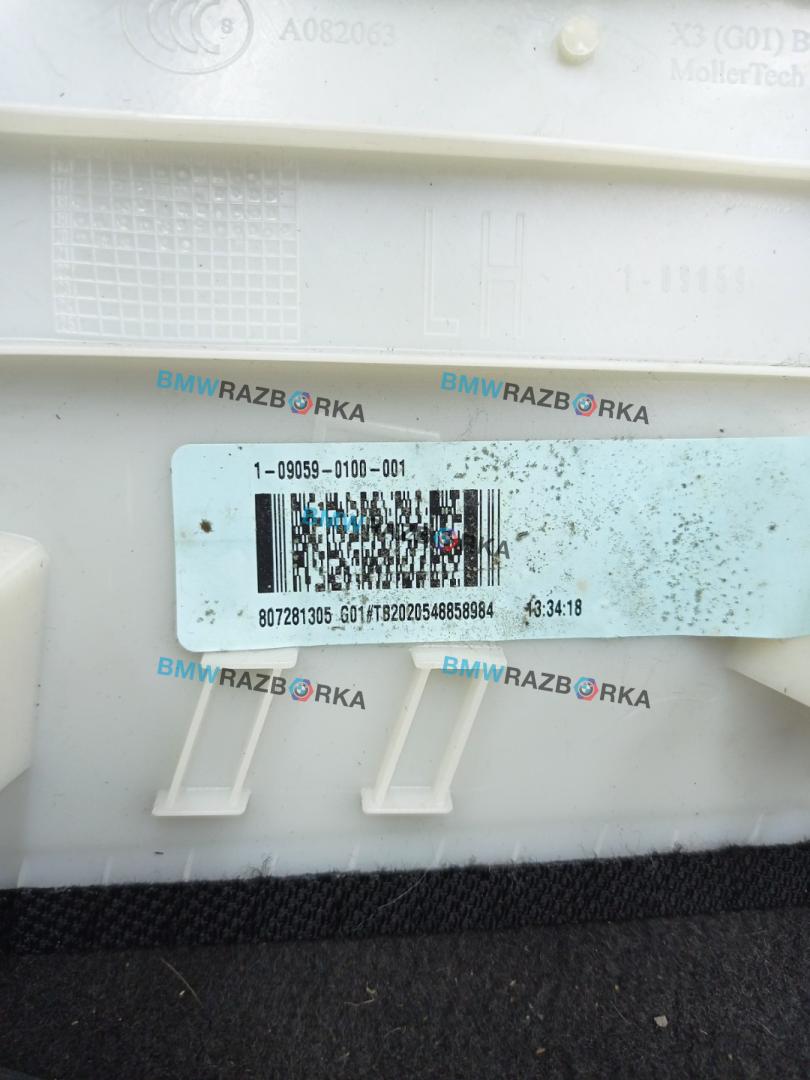 S
A082063
X3 (G01) B
MollerTech
LH
1-09059
BMWRAZBORKA
BMWRAZBORKA
1-09059-0100-001
BMWRAZBORKA
807281305 G01#TB2020548858984 13:34:18
BMWRAZBORKA
BMWRAZBORKA